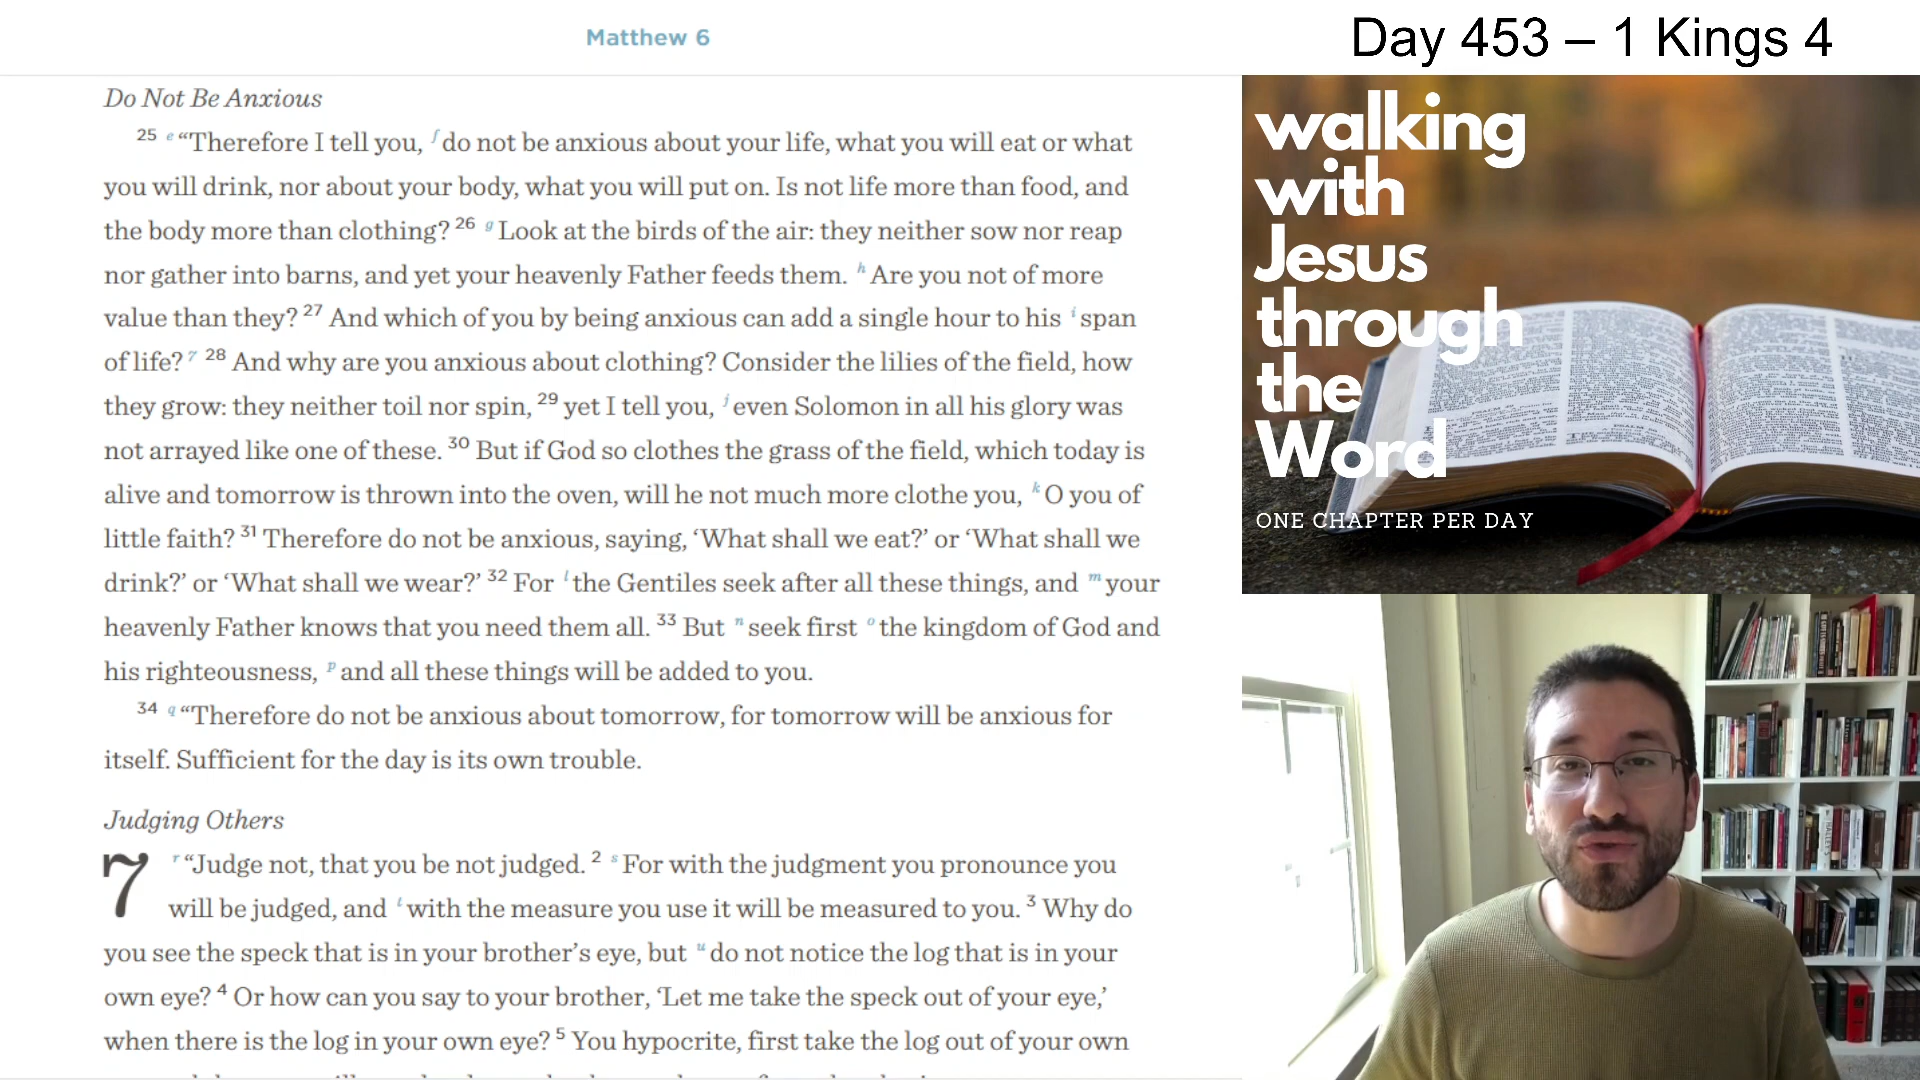 Matthew 6
Do Not Be Anxious
25 e “Therefore I tell you, f do not be anxious about your life, what you will eat or what
you will drink, nor about your body, what you will put on. Is not life more than food, and
the body more than clothing? 26 g Look at the birds of the air: they neither sow nor reap
nor gather into barns, and yet your heavenly Father feeds them. h Are you not of more
value than they? 27 And which of you by being anxious can add a single hour to his i span
of life? 7 28 And why are you anxious about clothing? Consider the lilies of the field, how
they grow: they neither toil nor spin, 29 yet I tell you, j even Solomon in all his glory was
not arrayed like one of these. 30 But if God so clothes the grass of the field, which today is
alive and tomorrow is thrown into the oven, will he not much more clothe you, k O you of
little faith? 31 Therefore do not be anxious, saying, ‘What shall we eat?’ or ‘What shall we
drink?’ or ‘What shall we wear?’ 32 For l the Gentiles seek after all these things, and m your
heavenly Father knows that you need them all. 33 But n seek first o the kingdom of God and
his righteousness, p and all these things will be added to you.
34 q “Therefore do not be anxious about tomorrow, for tomorrow will be anxious for
itself. Sufficient for the day is its own trouble.
Judging Others
7 r “Judge not, that you be not judged. 2 s For with the judgment you pronounce you
will be judged, and t with the measure you use it will be measured to you. 3 Why do
you see the speck that is in your brother’s eye, but u do not notice the log that is in your
own eye? 4 Or how can you say to your brother, ‘Let me take the speck out of your eye,’
when there is the log in your own eye? 5 You hypocrite, first take the log out of your own
Day 453 – 1 Kings 4
walking
with
Jesus
through
the
Word
ONE CHAPTER PER DAY